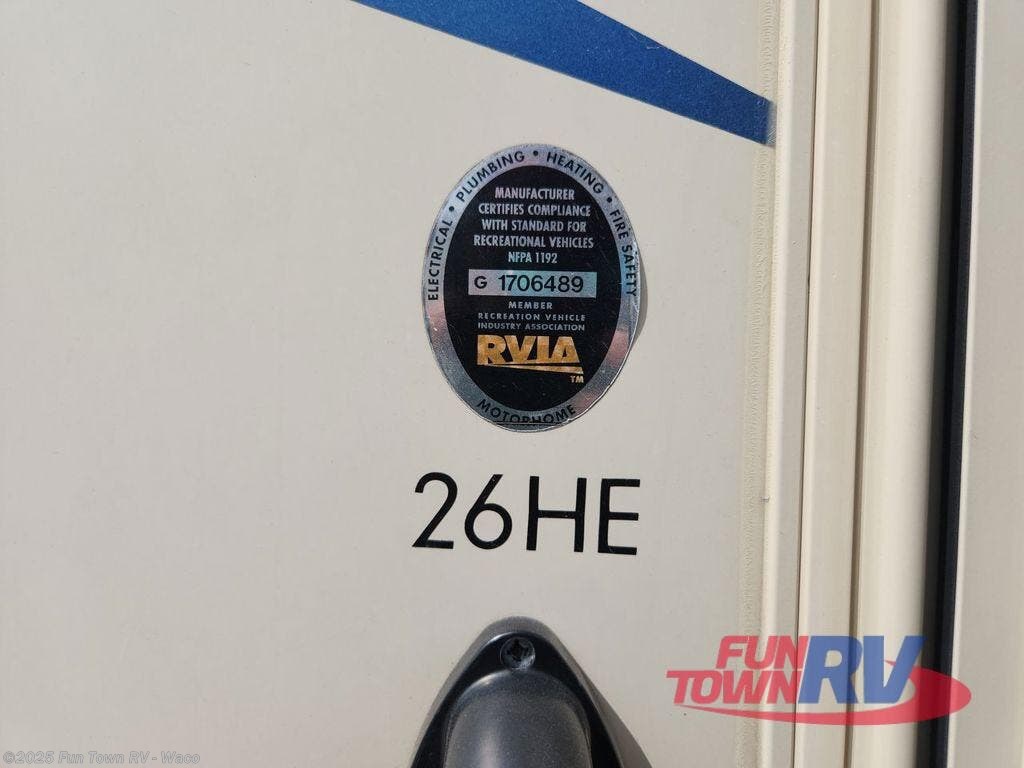 ELECTRICAL • PLUMBING • HEATING • FIRE SAFETY
MANUFACTURER
CERTIFIES COMPLIANCE
WITH STANDARD FOR
RECREATIONAL VEHICLES
NFPA 1192
G 1706489
MEMBER
RECREATION VEHICLE
INDUSTRY ASSOCIATION
RVIA
TM
MOTORHOME
26HE
FUN
TOWN RV
©2025 Fun Town RV - Waco